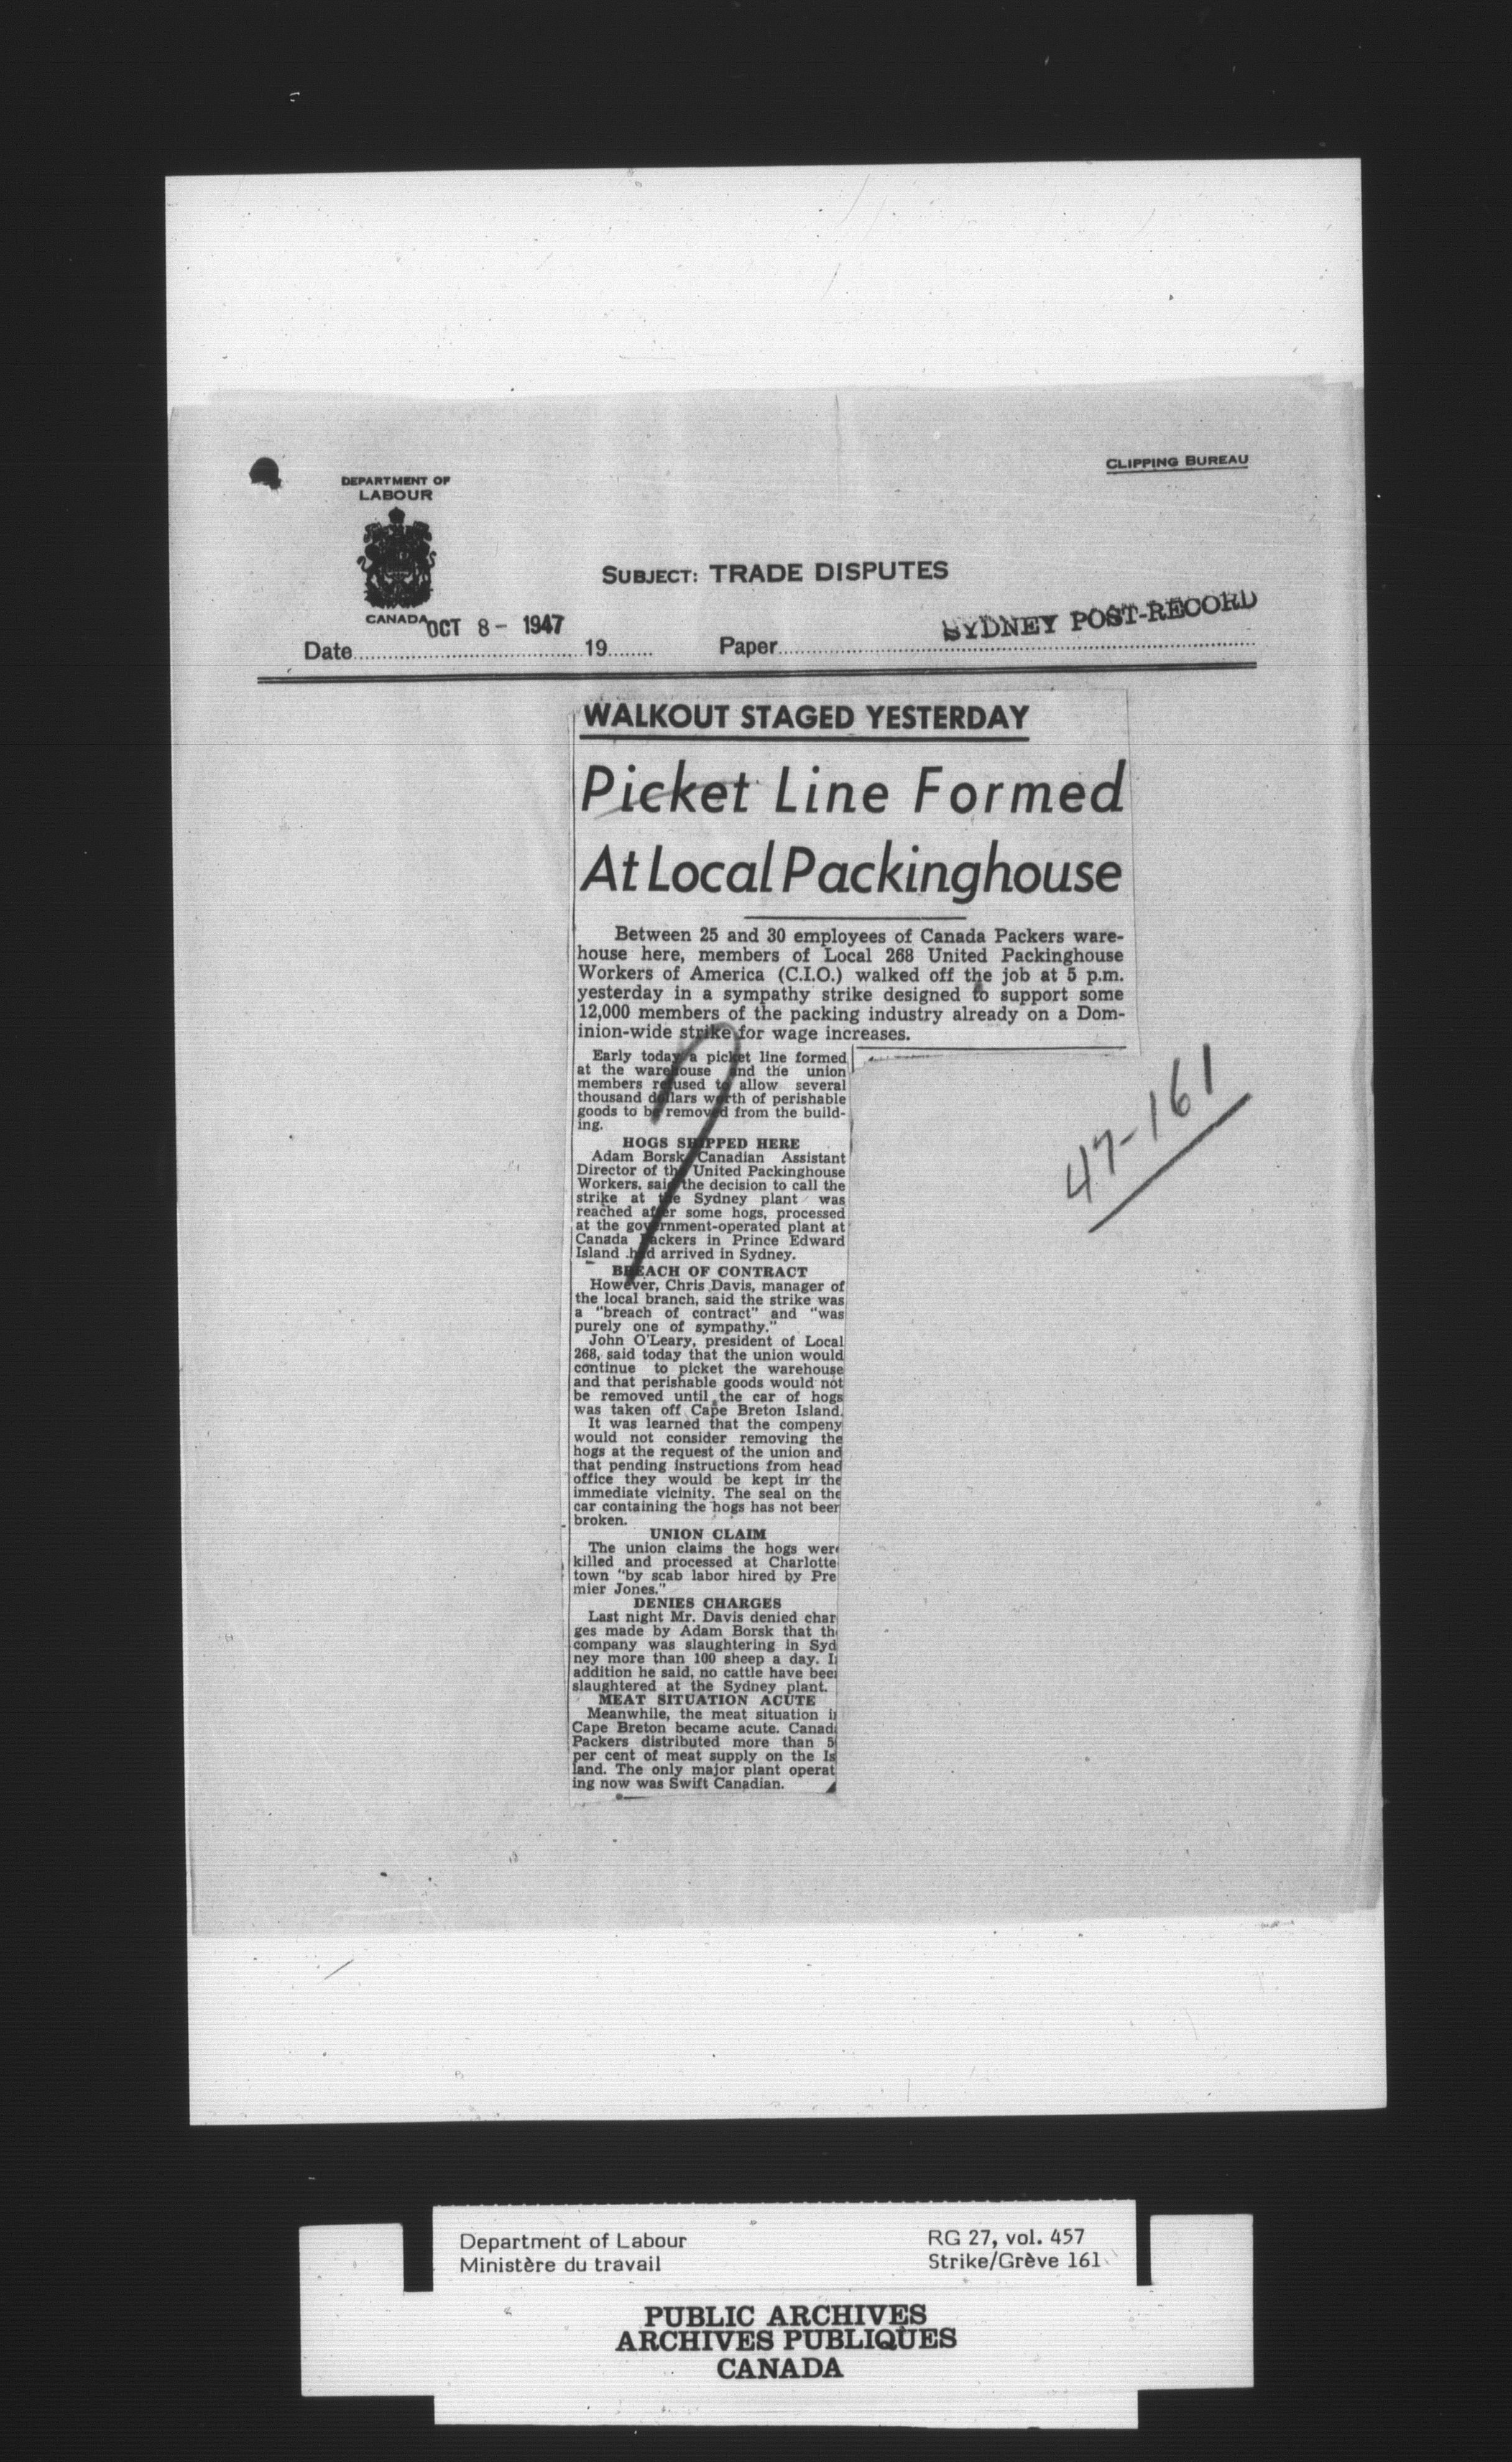 CLIPPING BUREAU
DEPARTMENT OF
LABOUR
CANADA
SUBJECT: TRADE DISPUTES
OCT 8 - 1947
SYDNEY POST-RECORD
Date 19 Paper
WALKOUT STAGED YESTERDAY
Picket Line Formed
At Local Packinghouse
Between 25 and 30 employees of Canada Packers ware-
house here, members of Local 268 United Packinghouse
Workers of America (C.I.O.) walked off the job at 5 p.m.
yesterday in a sympathy strike designed to support some
12,000 members of the packing industry already on a Dom-
inion-wide strike for wage increases.
Early today a picket line formed
at the warehouse and the union
members refused to allow several
thousand dollars worth of perishable
goods to be removed from the build-
ing.
HOGS SHIPPED HERE
Adam Borsk Canadian Assistant
Director of the United Packinghouse
Workers. said the decision to call the
strike at the Sydney plant was
reached after some hogs, processed
at the government-operated plant at
Canada Packers in Prince Edward
Island had arrived in Sydney.
BREACH OF CONTRACT
However, Chris Davis, manager of
the local branch, said the strike was
a "breach of contract" and "was
purely one of sympathy."
John O'Leary, president of Local
268, said today that the union would
continue to picket the warehouse
and that perishable goods would not
be removed until the car of hogs
was taken off Cape Breton Island.
It was learned that the compeny
would not consider removing the
hogs at the request of the union and
that pending instructions from head
office they would be kept in the
immediate vicinity. The seal on the
car containing the hogs has not been
broken.
UNION CLAIM
The union claims the hogs were
killed and processed at Charlotte
town "by scab labor hired by Pre
mier Jones."
DENIES CHARGES
Last night Mr. Davis denied char
ges made by Adam Borsk that the
company was slaughtering in Syd
ney more than 100 sheep a day. I
addition he said, no cattle have bee
slaughtered at the Sydney plant.
MEAT SITUATION ACUTE
Meanwhile, the meat situation i
Cape Breton became acute. Canad
Packers distributed more than 5
per cent of meat supply on the Is
land. The only major plant operat
ing now was Swift Canadian.
47-161
Department of Labour
Ministère du travail
RG 27, vol. 457
Strike/Grève 161
PUBLIC ARCHIVES
ARCHIVES PUBLIQUES
CANADA